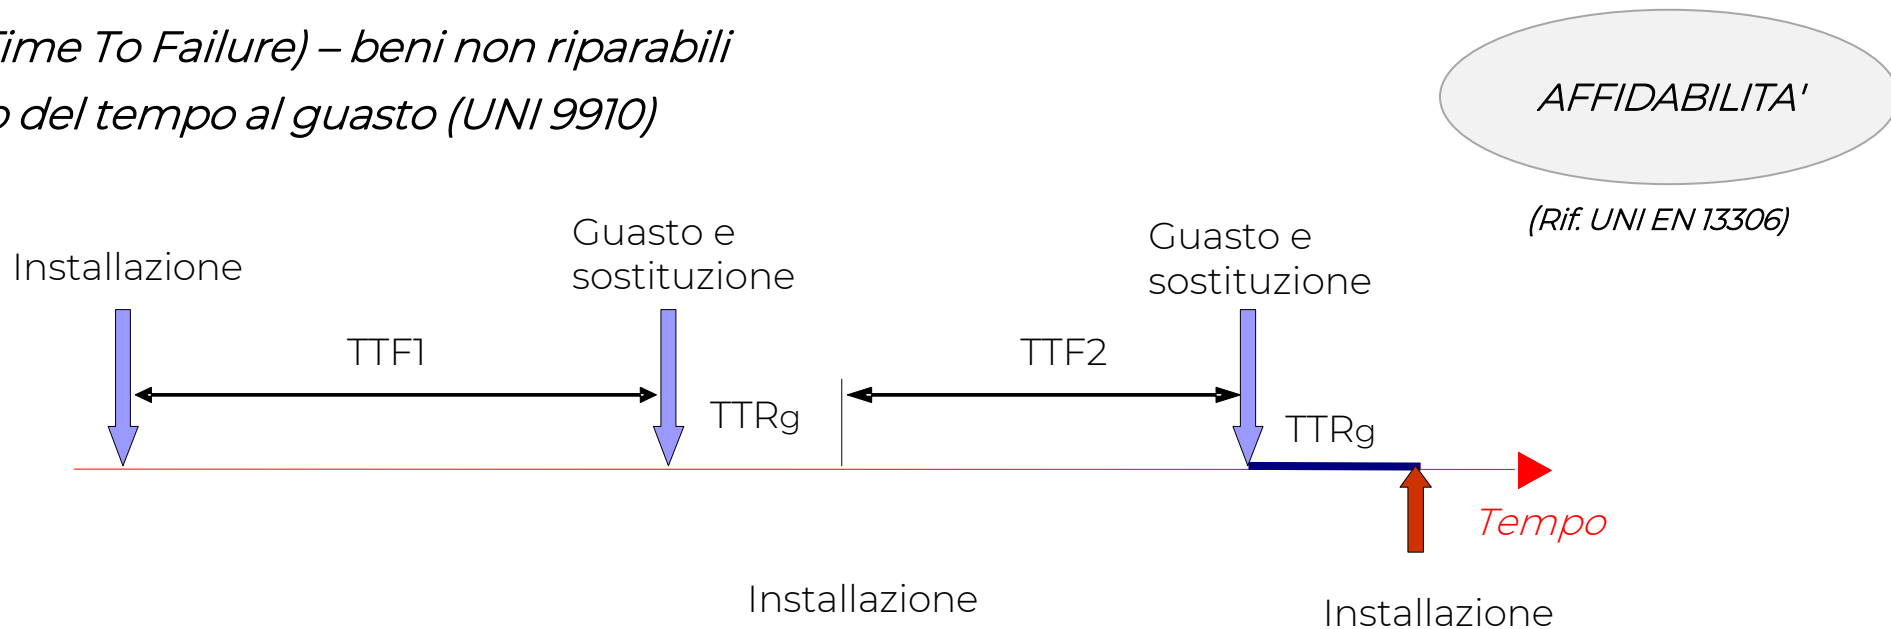 Time To Failure) – beni non riparabili
del tempo al guasto (UNI 9910)
AFFIDABILITA'
(Rif. UNI EN 13306)
Installazione
Guasto e
sostituzione
Guasto e
sostituzione
TTF1
TTF2
TTRg
TTRg
Tempo
Installazione
Installazione